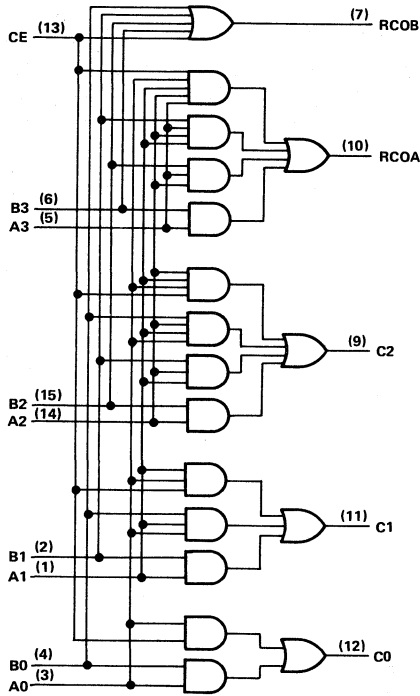 (7)
RCOB
CE (13)
(10)
RCOA
B3 (6)
A3 (5)
(9)
C2
B2 (15)
A2 (14)
(11)
C1
B1 (2)
A1 (1)
(12)
C0
B0 (4)
A0 (3)